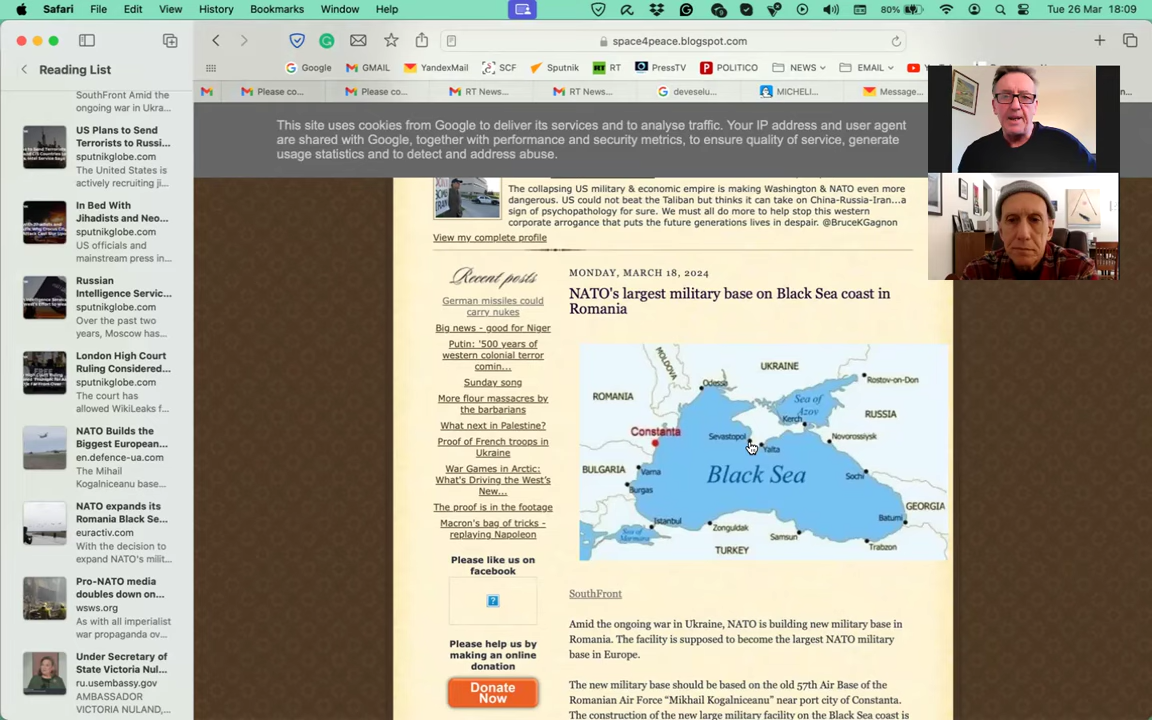 Safari File Edit View History Bookmarks Window Help
80% Tue 26 Mar 18:09
space4peace.blogspot.com
Reading List
Google GMAIL YandexMail SCF Sputnik RT PressTV POLITICO NEWS EMAIL
Please co... Please co... RT News... RT News... deveselu... MICHELI... Message...
SouthFront Amid the
ongoing war in Ukra...
US Plans to Send
Terrorists to Russi...
sputnikglobe.com
The United States is
actively recruiting ji...
In Bed With
Jihadists and Neo...
sputnikglobe.com
US officials and
mainstream press in...
Russian
Intelligence Servic...
sputnikglobe.com
Over the past two
years, Moscow has...
London High Court
Ruling Considered...
sputnikglobe.com
The court has
allowed WikiLeaks f...
NATO Builds the
Biggest European...
en.defence-ua.com
The Mihail
Kogalniceanu base...
NATO expands its
Romania Black Se...
euractiv.com
With the decision to
expand NATO's milit...
Pro-NATO media
doubles down on...
wsws.org
As with all imperialist
war propaganda ov...
Under Secretary of
State Victoria Nul...
ru.usembassy.gov
AMBASSADOR
VICTORIA NULAND,...
This site uses cookies from Google to deliver its services and to analyse traffic. Your IP address and user agent
are shared with Google, together with performance and security metrics, to ensure quality of service, generate
usage statistics and to detect and address abuse.
The collapsing US military & economic empire is making Washington & NATO even more
dangerous. US could not beat the Taliban but thinks it can take on China-Russia-Iran...a
sign of psychopathology for sure. We must all do more to help stop this western
corporate arrogance that puts the future generations lives in despair. @BruceKGagnon
View my complete profile
Recent posts
German missiles could
carry nukes
Big news - good for Niger
Putin: '500 years of
western colonial terror
comin...
Sunday song
More flour massacres by
the barbarians
What next in Palestine?
Proof of French troops in
Ukraine
War Games in Arctic:
What's Driving the West's
New...
The proof is in the footage
Macron's bag of tricks -
replaying Napoleon
Please like us on
facebook
Please help us by
making an online
donation
Donate
Now
MONDAY, MARCH 18, 2024
NATO's largest military base on Black Sea coast in
Romania
MOLDOVA
UKRAINE
Odessa
Rostov-on-Don
ROMANIA
Sea of
Azov
RUSSIA
Kerch
Constanta
Sevastopol
Novorossiysk
Yalta
BULGARIA
Varna
Black Sea
Sochi
Burgas
GEORGIA
Istanbul
Zonguldak
Batumi
Sea of
Marmara
Samsun
Trabzon
TURKEY
SouthFront
Amid the ongoing war in Ukraine, NATO is building new military base in
Romania. The facility is supposed to become the largest NATO military
base in Europe.
The new military base should be based on the old 57th Air Base of the
Romanian Air Force “Mikhail Kogalniceanu” near port city of Constanta.
The construction of the new large military facility on the Black Sea coast is